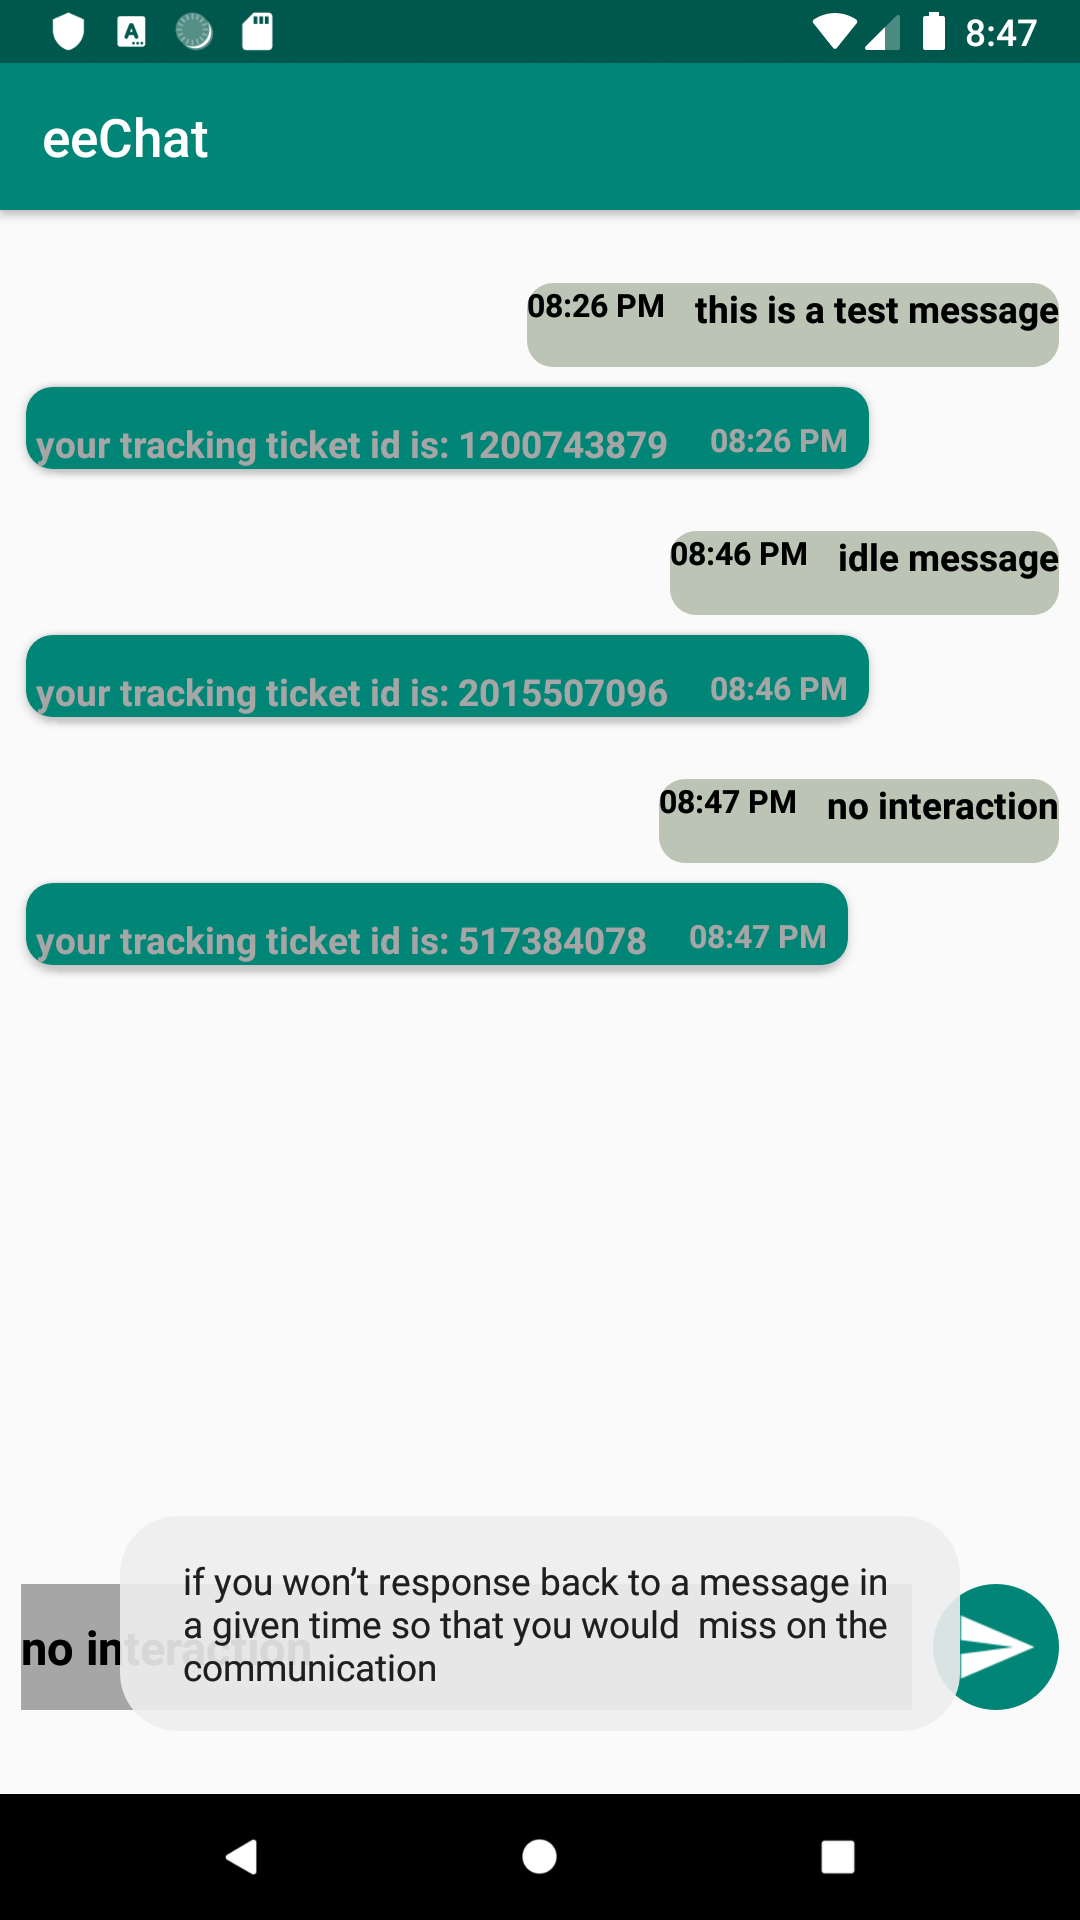 8:47
eeChat
08:26 PM this is a test message
your tracking ticket id is: 1200743879 08:26 PM
08:46 PM idle message
your tracking ticket id is: 2015507096 08:46 PM
08:47 PM no interaction
your tracking ticket id is: 517384078 08:47 PM
if you won’t response back to a message in
a given time so that you would  miss on the
communication
no interaction